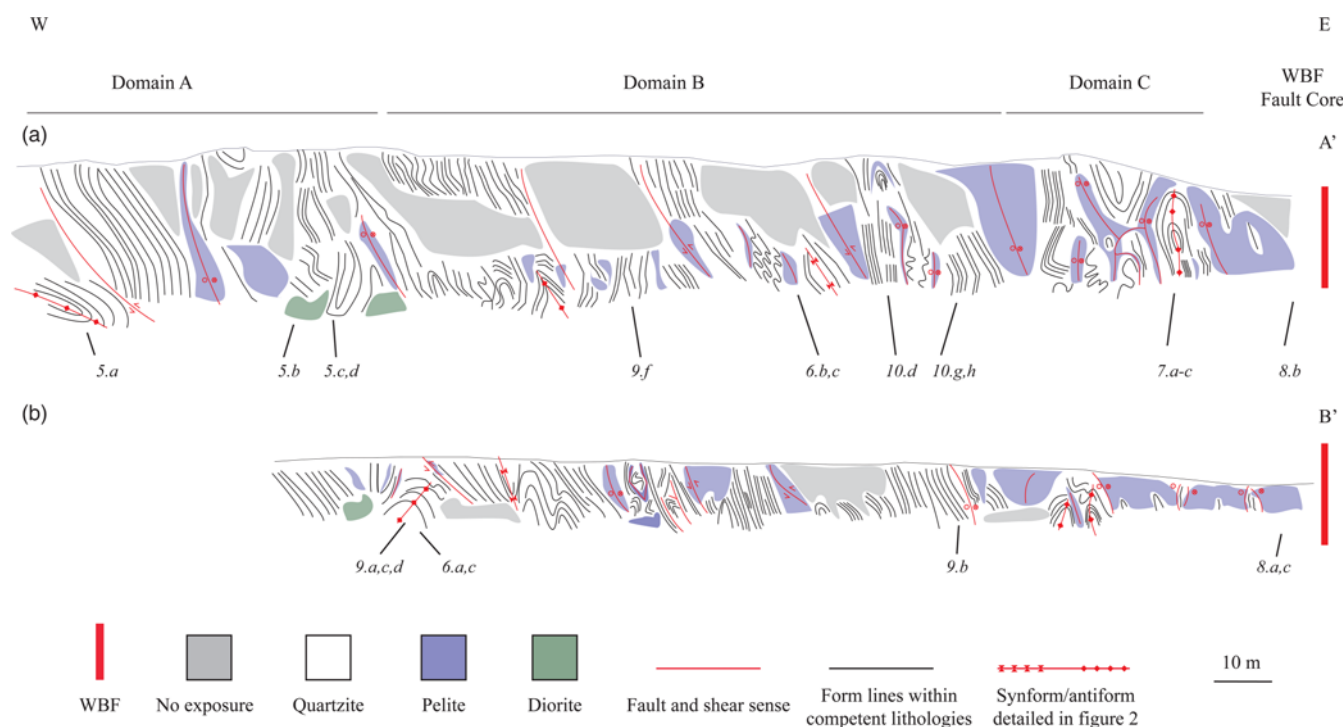 W E
Domain A Domain B Domain C WBF
Fault Core
(a) A'
5.a 5.b 5.c,d 9.f 6.b,c 10.d 10.g,h 7.a-c 8.b
(b) B'
9.a,c,d 6.a,c 9.b 8.a,c
10 m
WBF No exposure Quartzite Pelite Diorite Fault and shear sense Form lines within Synform/antiform
competent lithologies detailed in figure 2